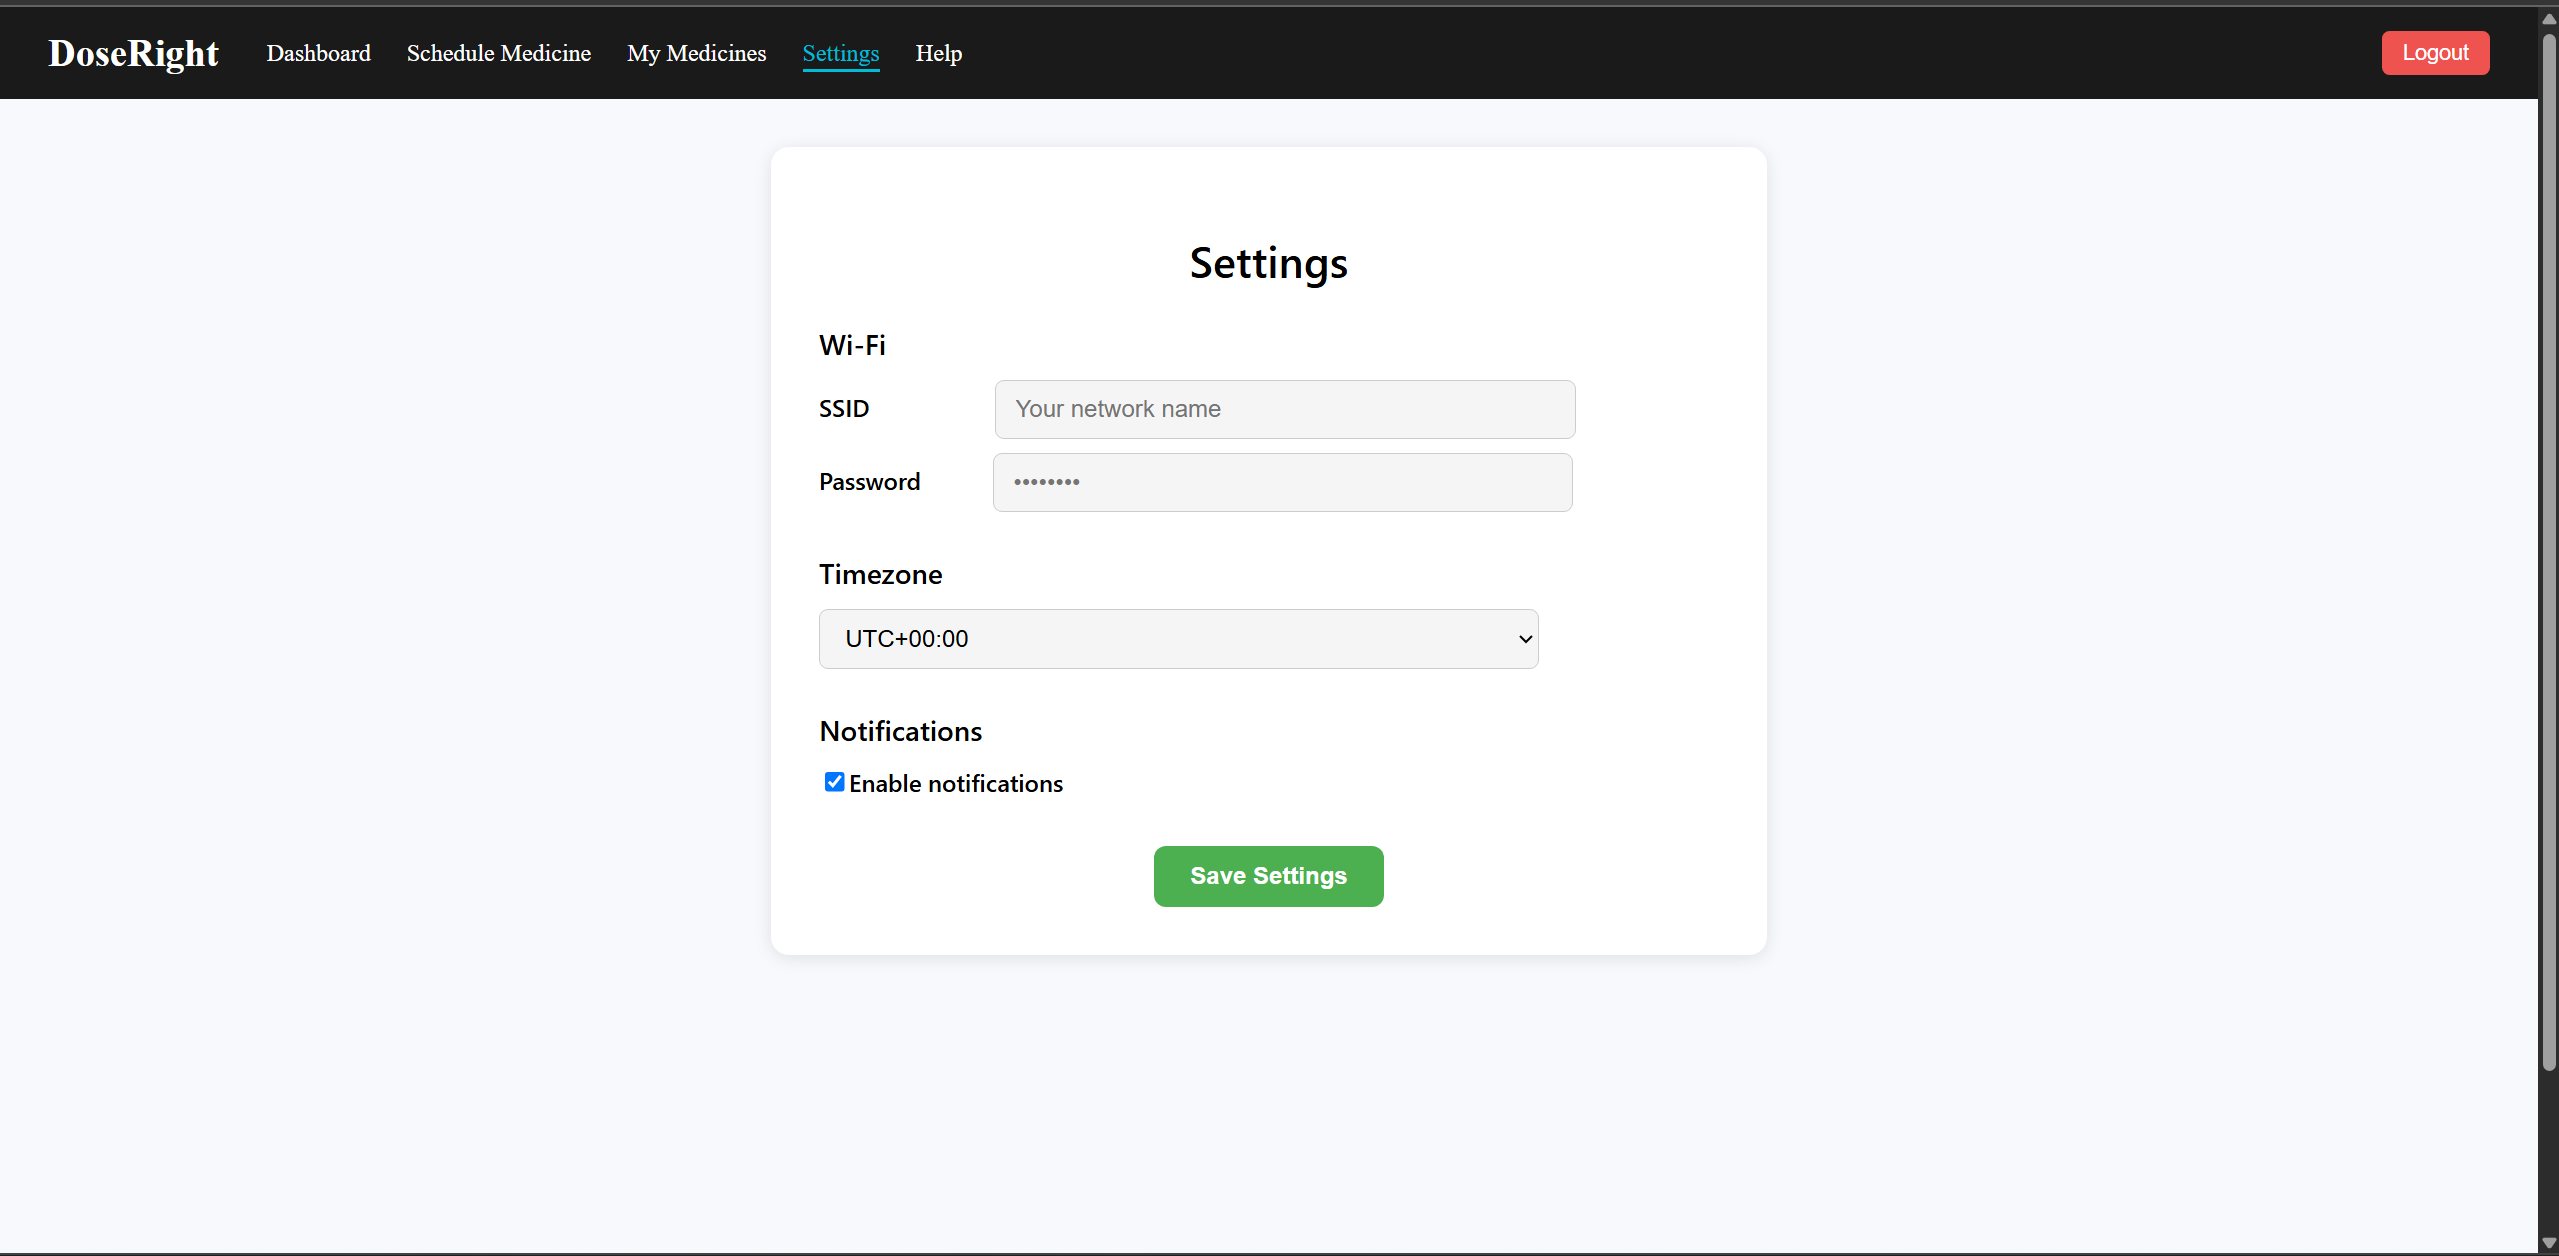 DoseRight Dashboard Schedule Medicine My Medicines Settings Help Logout
Settings
Wi-Fi
SSID Your network name
Password ••••••••
Timezone
UTC+00:00
Notifications
Enable notifications
Save Settings